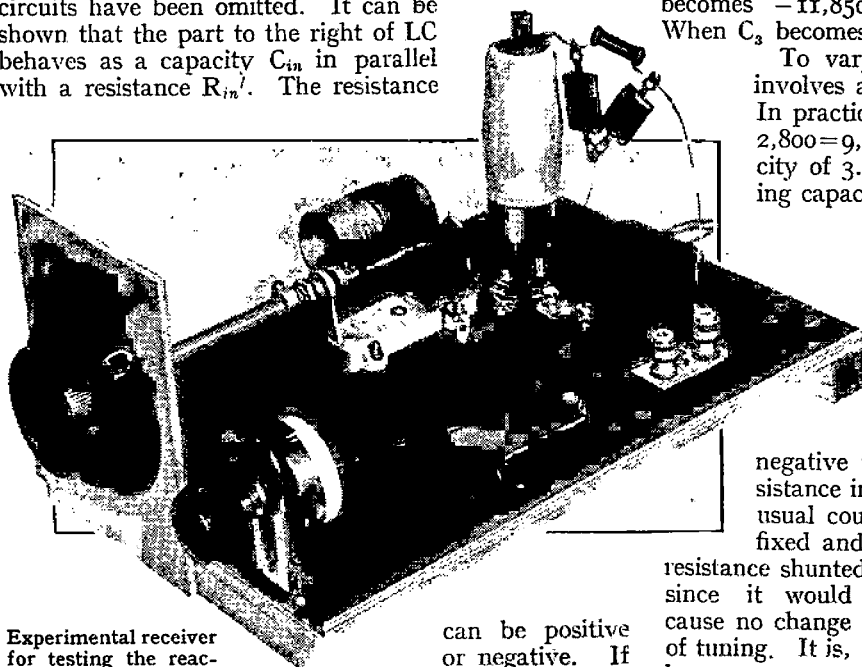 circuits have been omitted. It can be
shown that the part to the right of LC
behaves as a capacity Cin in parallel
with a resistance Rin′. The resistance
Experimental receiver
for testing the reac-
can be positive
or negative. If
becomes −11,850
When C3 becomes
To vary
involves a
In practic
2,800=9,
city of 3.
ing capac
negative
sistance in
usual cou
fixed and
resistance shunted
since it would
cause no change
of tuning. It is,